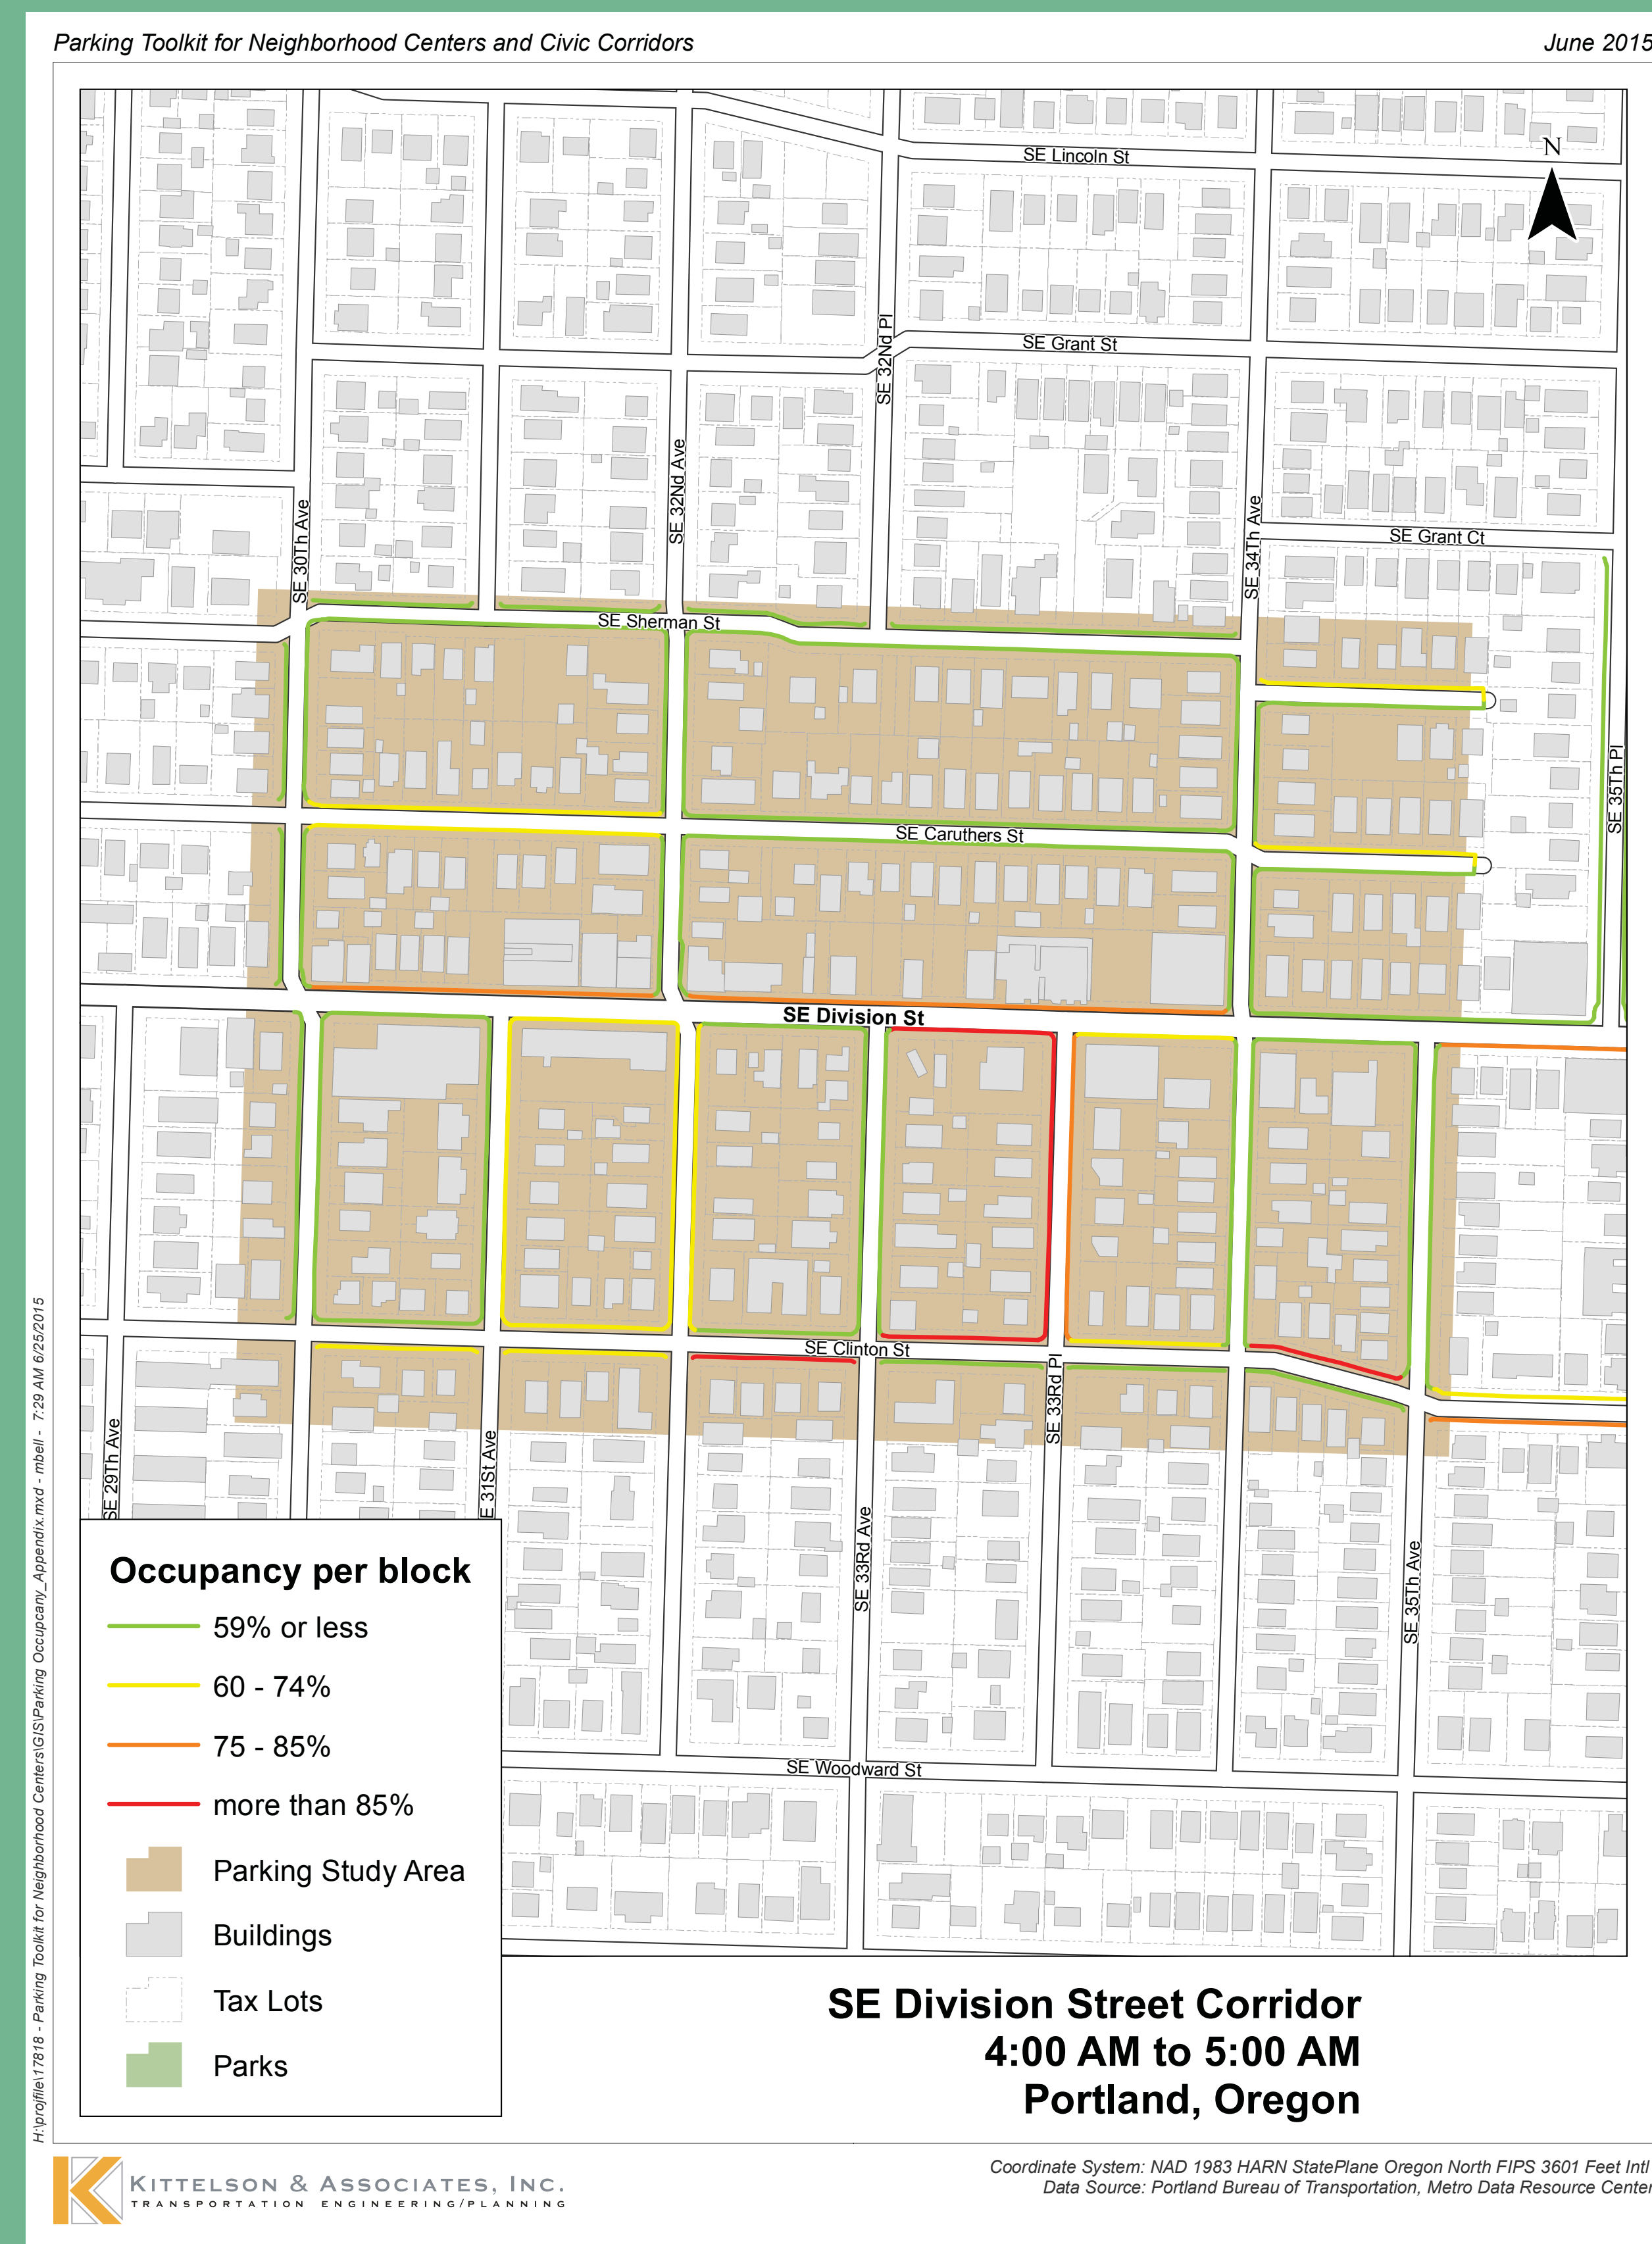 Parking Toolkit for Neighborhood Centers and Civic Corridors
June 2015
N
SE Lincoln St
SE 32Nd Pl
SE Grant St
SE 32Nd Ave
SE 30Th Ave
SE 34Th Ave
SE Grant Ct
SE Sherman St
SE 35Th Pl
SE Caruthers St
SE Division St
SE Clinton St
SE 33Rd Pl
SE 29Th Ave
E 31St Ave
SE 33Rd Ave
SE 35Th Ave
SE Woodward St
Occupancy per block
59% or less
60 - 74%
75 - 85%
more than 85%
Parking Study Area
Buildings
Tax Lots
Parks
SE Division Street Corridor
4:00 AM to 5:00 AM
Portland, Oregon
H:\projfile\17818 - Parking Toolkit for Neighborhood Centers\GIS\Parking Occupcany_Appendix.mxd - mbell - 7:29 AM 6/25/2015
KITTELSON & ASSOCIATES, INC.
TRANSPORTATION ENGINEERING/PLANNING
Coordinate System: NAD 1983 HARN StatePlane Oregon North FIPS 3601 Feet Intl
Data Source: Portland Bureau of Transportation, Metro Data Resource Center